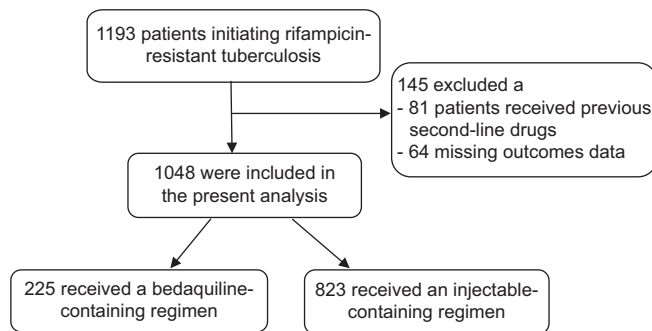 1193 patients initiating rifampicin-
resistant tuberculosis
145 excluded a
- 81 patients received previous
second-line drugs
- 64 missing outcomes data
1048 were included in
the present analysis
225 received a bedaquiline-
containing regimen
823 received an injectable-
containing regimen